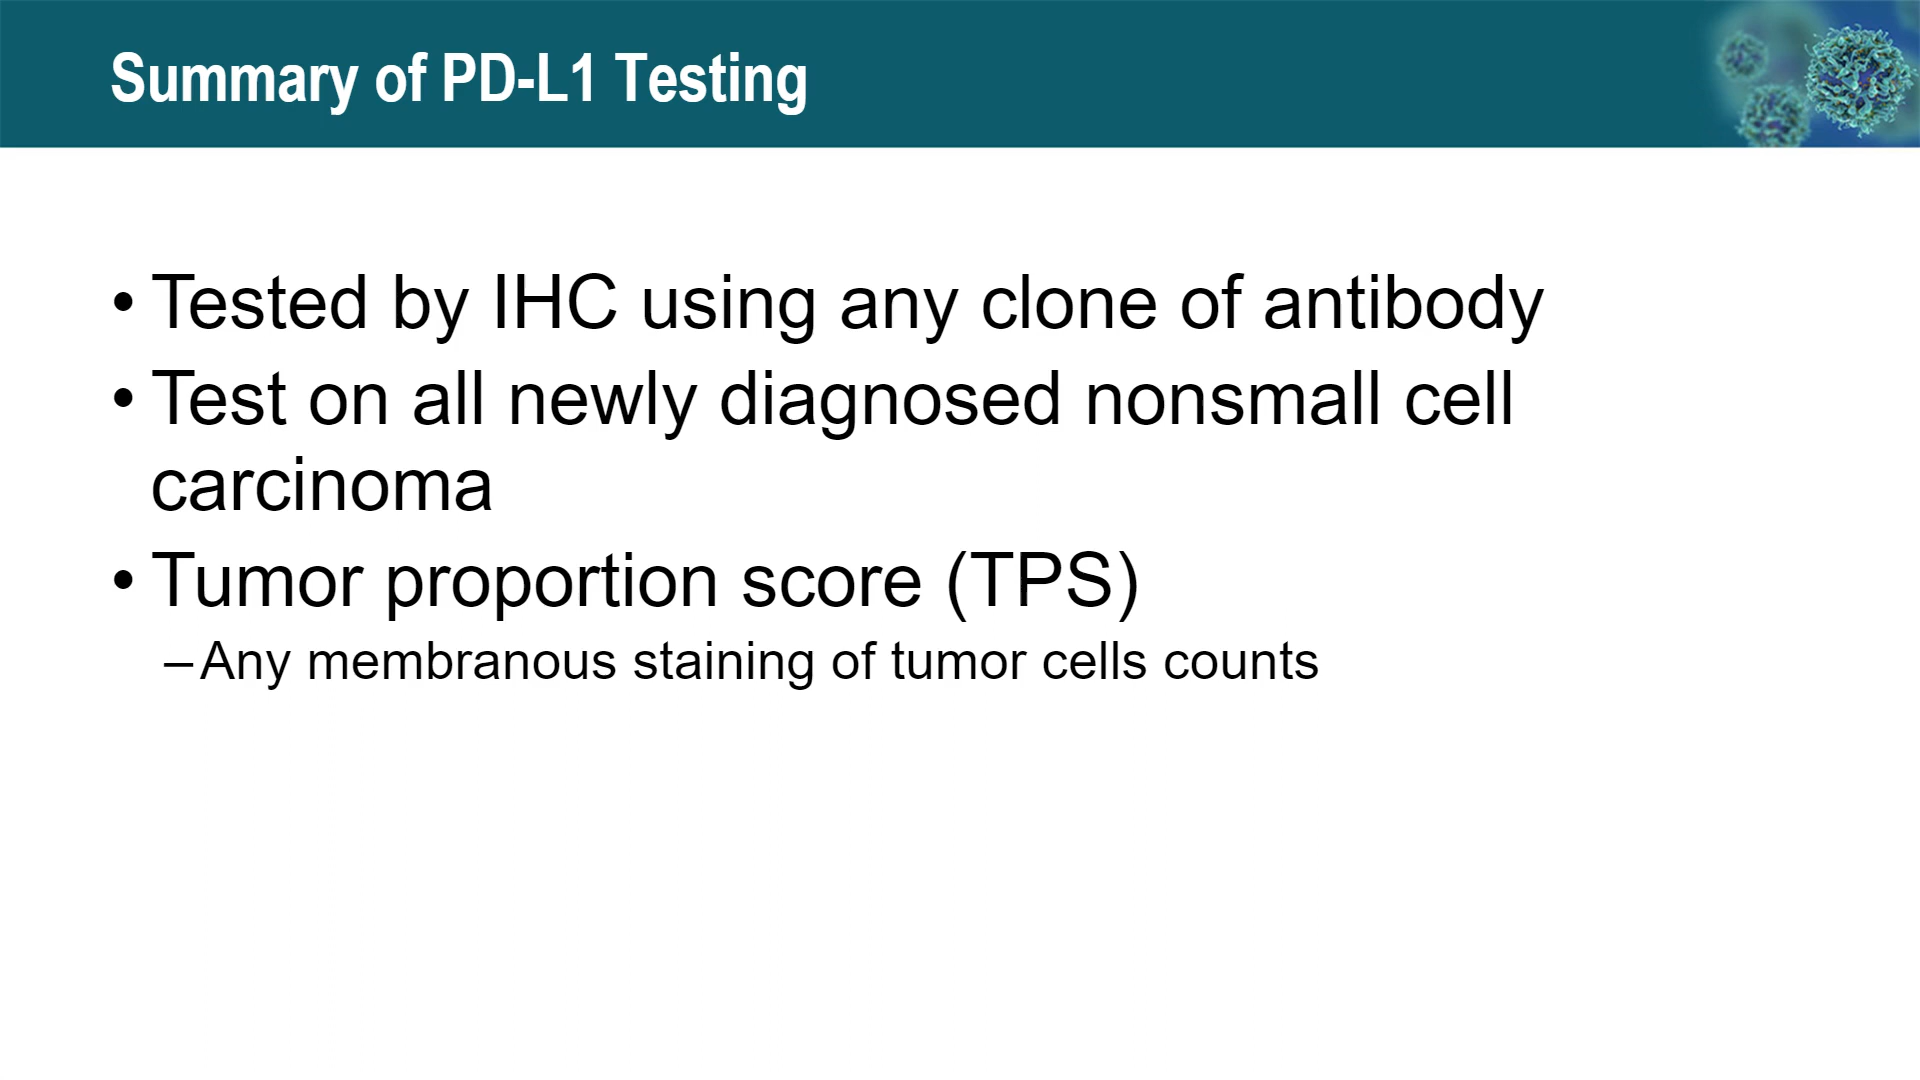 Summary of PD-L1 Testing
• Tested by IHC using any clone of antibody
• Test on all newly diagnosed nonsmall cell
carcinoma
• Tumor proportion score (TPS)
– Any membranous staining of tumor cells counts